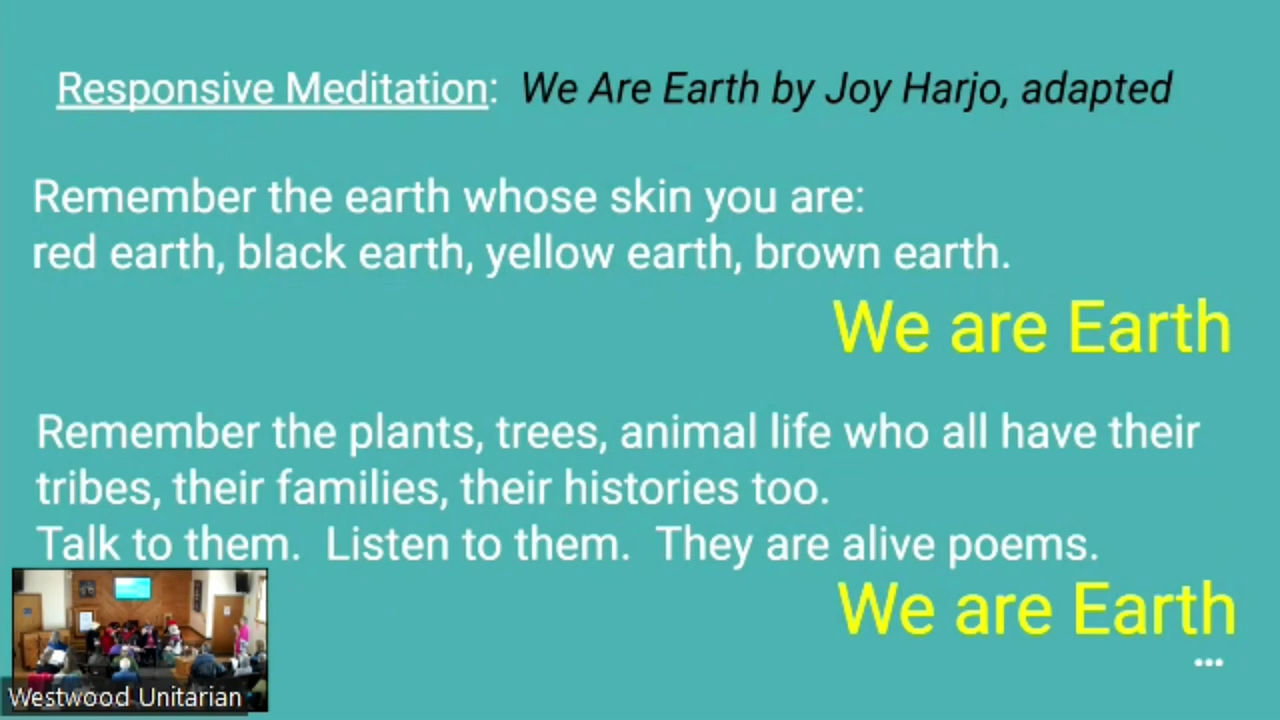 Responsive Meditation: We Are Earth by Joy Harjo, adapted
Remember the earth whose skin you are:
red earth, black earth, yellow earth, brown earth.
We are Earth
Remember the plants, trees, animal life who all have their
tribes, their families, their histories too.
Talk to them. Listen to them. They are alive poems.
We are Earth
...
Westwood Unitarian